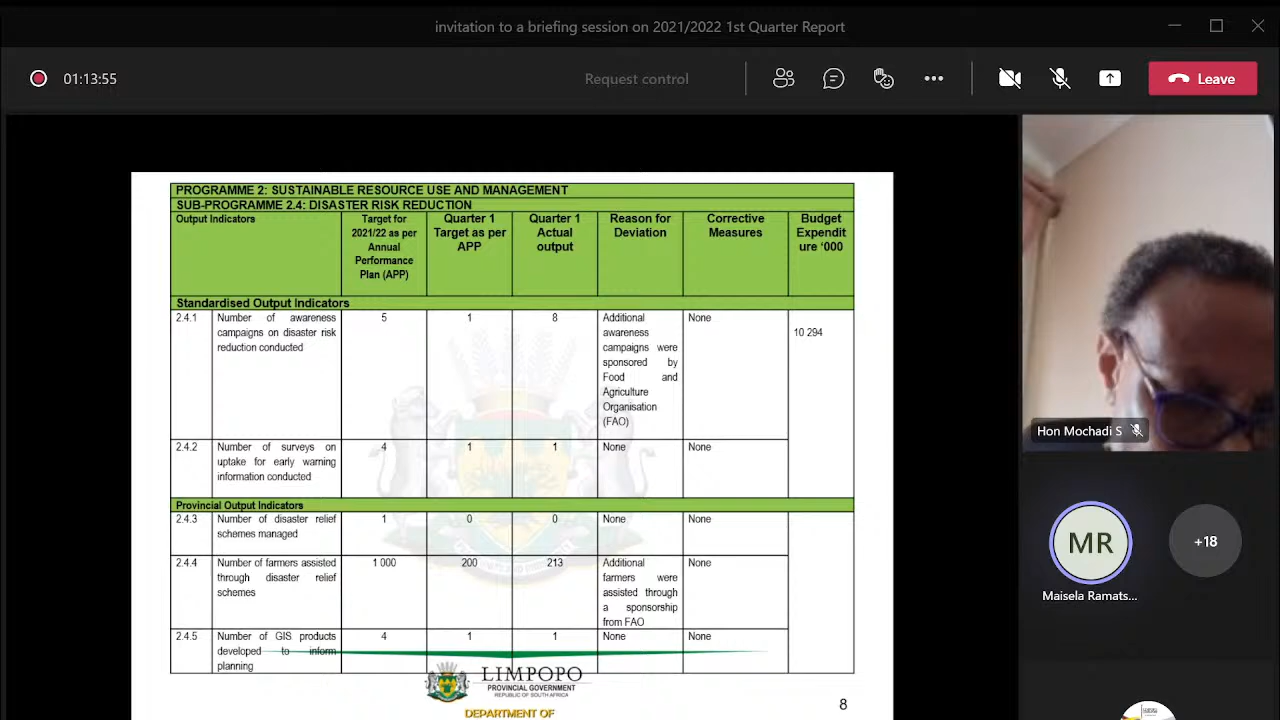 invitation to a briefing session on 2021/2022 1st Quarter Report
01:13:55
Request control
Leave
PROGRAMME 2: SUSTAINABLE RESOURCE USE AND MANAGEMENT
SUB-PROGRAMME 2.4: DISASTER RISK REDUCTION
Output Indicators
Target for
2021/22 as per
Annual
Performance
Plan (APP)
Quarter 1
Target as per
APP
Quarter 1
Actual
output
Reason for
Deviation
Corrective
Measures
Budget
Expendit
ure '000
Standardised Output Indicators
2.4.1
Number of awareness
campaigns on disaster risk
reduction conducted
5
1
8
Additional
awareness
campaigns were
sponsored by
Food and
Agriculture
Organisation
(FAO)
None
10 294
2.4.2
Number of surveys on
uptake for early warning
information conducted
4
1
1
None
None
Provincial Output Indicators
2.4.3
Number of disaster relief
schemes managed
1
0
0
None
None
2.4.4
Number of farmers assisted
through disaster relief
schemes
1 000
200
213
Additional
farmers were
assisted through
a sponsorship
from FAO
None
2.4.5
Number of GIS products
developed to inform
planning
4
1
1
None
None
LIMPOPO
PROVINCIAL GOVERNMENT
REPUBLIC OF SOUTH AFRICA
DEPARTMENT OF
8
Hon Mochadi S
MR
Maisela Ramats...
+18